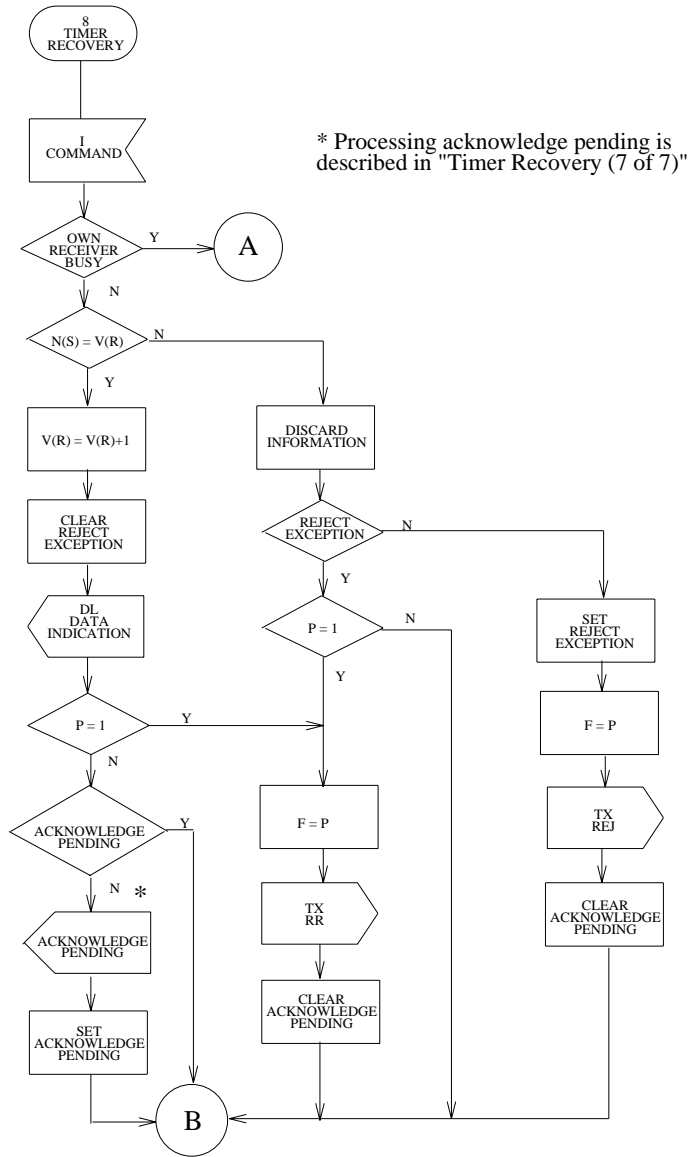 8
TIMER
RECOVERY
I
COMMAND
* Processing acknowledge pending is
described in "Timer Recovery (7 of 7)"
OWN
RECEIVER
BUSY
Y
A
N
N(S) = V(R)
N
Y
V(R) = V(R)+1
DISCARD
INFORMATION
CLEAR
REJECT
EXCEPTION
REJECT
EXCEPTION
N
Y
DL
DATA
INDICATION
P = 1
N
SET
REJECT
EXCEPTION
Y
P = 1
Y
F = P
N
ACKNOWLEDGE
PENDING
Y
F = P
TX
REJ
N
*
ACKNOWLEDGE
PENDING
TX
RR
CLEAR
ACKNOWLEDGE
PENDING
SET
ACKNOWLEDGE
PENDING
CLEAR
ACKNOWLEDGE
PENDING
B